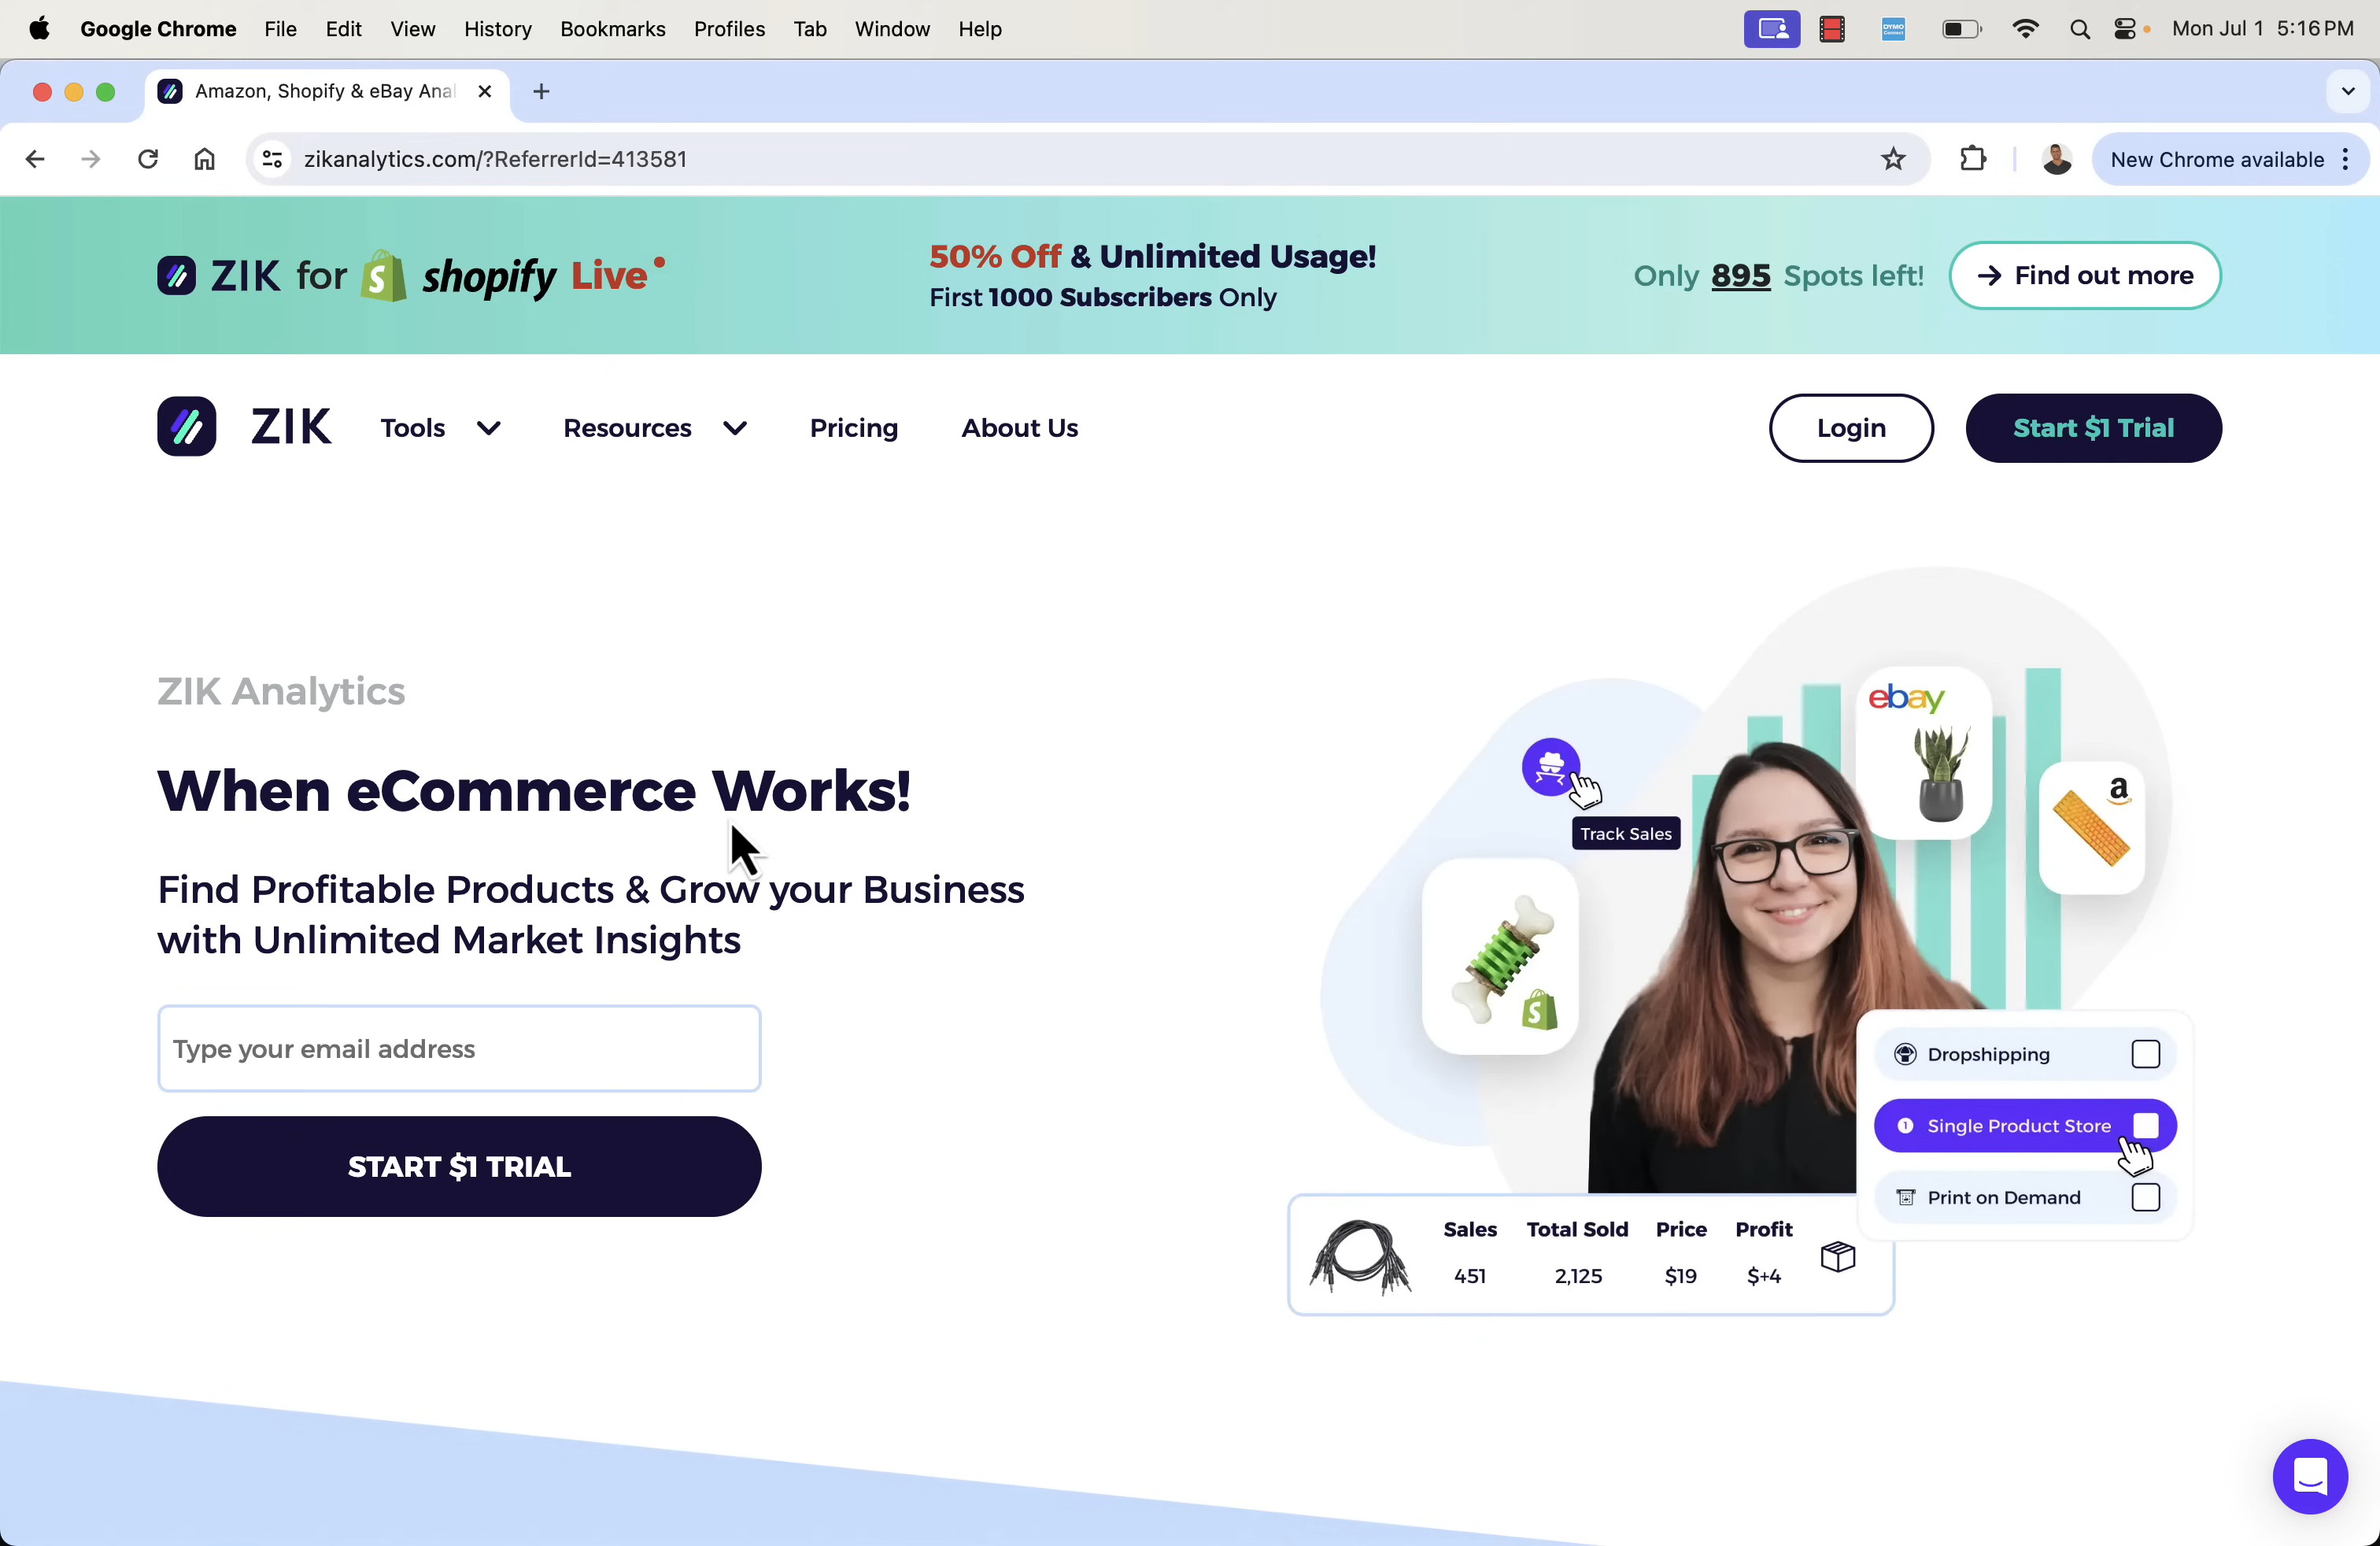 Google Chrome File Edit View History Bookmarks Profiles Tab Window Help
DYMO
Connect
Mon Jul 1 5:16 PM
Amazon, Shopify & eBay Anal
zikanalytics.com/?ReferrerId=413581
New Chrome available
ZIK for shopify Live
50% Off & Unlimited Usage!
First 1000 Subscribers Only
Only 895 Spots left!
→ Find out more
ZIK
Tools
Resources
Pricing
About Us
Login
Start $1 Trial
ZIK Analytics
When eCommerce Works!
Find Profitable Products & Grow your Business
with Unlimited Market Insights
Type your email address
START $1 TRIAL
ebay
a
Track Sales
S
Dropshipping
1 Single Product Store
Print on Demand
Sales Total Sold Price Profit
451 2,125 $19 $+4